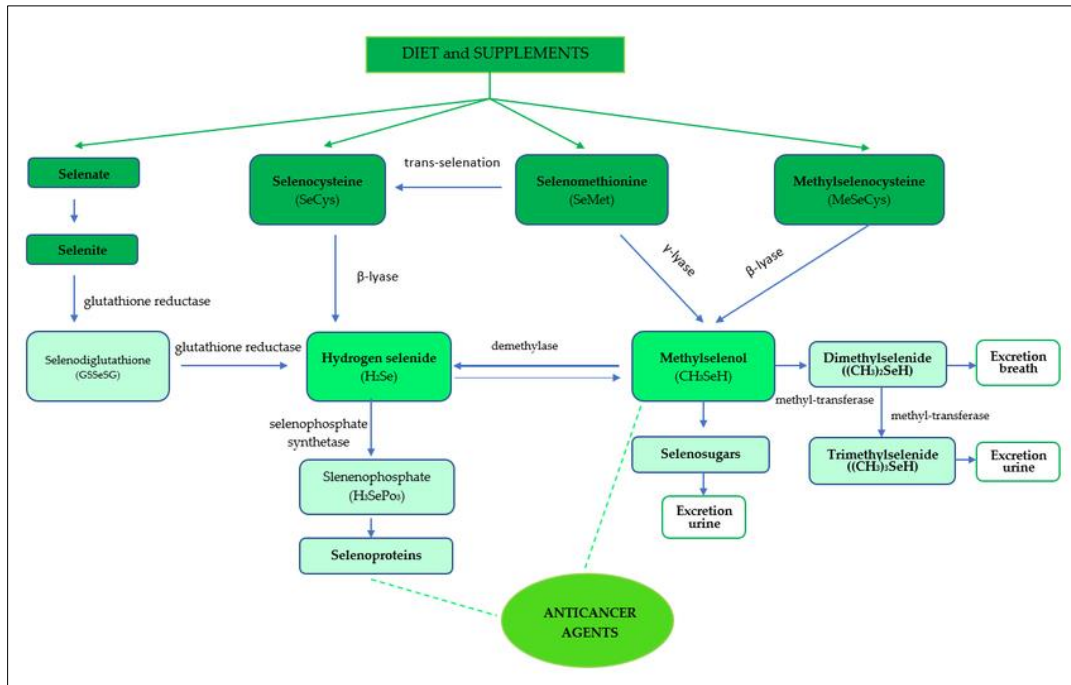 DIET and SUPPLEMENTS
Selenate
Selenocysteine
(SeCys)
trans-selenation
Selenomethionine
(SeMet)
Methylselenocysteine
(MeSeCys)
Selenite
β-lyase
γ-lyase
β-lyase
glutathione reductase
Selenodiglutathione
(GSSeSG)
glutathione reductase
Hydrogen selenide
(H₂Se)
demethylase
Methylselenol
(CH₃SeH)
Dimethylselenide
((CH₃)₂SeH)
Excretion
breath
methyl-transferase
methyl-transferase
selenophosphate
synthetase
Selenosugars
Trimethylselenide
((CH₃)₃SeH)
Excretion
urine
Slenenophosphate
(H₃SePo₃)
Excretion
urine
Selenoproteins
ANTICANCER
AGENTS